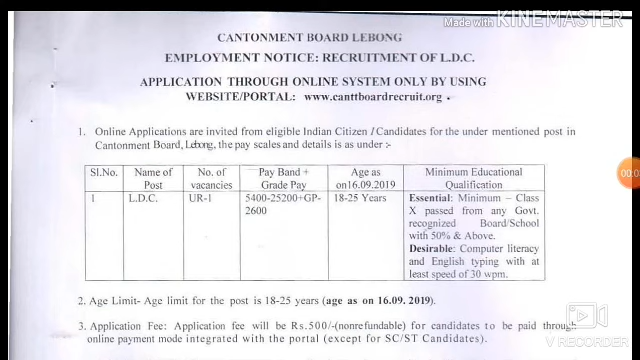 Made with KINEMASTER
CANTONMENT BOARD LEBONG
EMPLOYMENT NOTICE: RECRUITMENT OF L.D.C.
APPLICATION THROUGH ONLINE SYSTEM ONLY BY USING
WEBSITE/PORTAL: www.canttboardrecruit.org .
1. Online Applications are invited from eligible Indian Citizen / Candidates for the under mentioned post in
Cantonment Board, Lebong, the pay scales and details is as under :-
Sl.No. Name of Post No. of vacancies Pay Band + Grade Pay Age as on16.09.2019 Minimum Educational Qualification
1 L.D.C. UR-1 5400-25200+GP-2600 18-25 Years Essential: Minimum – Class
X passed from any Govt.
recognized Board/School
with 50% & Above.
Desirable: Computer literacy
and English typing with at
least speed of 30 wpm.
2. Age Limit- Age limit for the post is 18-25 years (age as on 16.09. 2019).
3. Application Fee: Application fee will be Rs.500/-(nonrefundable) for candidates to be paid through
online payment mode integrated with the portal (except for SC/ST Candidates).
V RECORDER